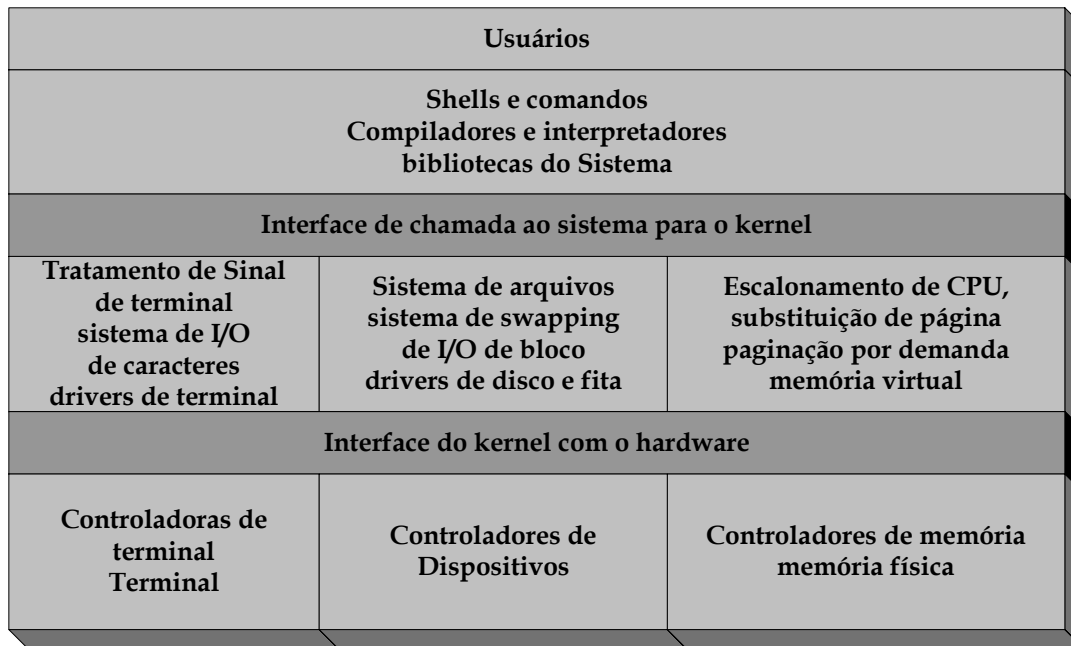 Usuários
Shells e comandos
Compiladores e interpretadores
bibliotecas do Sistema
Interface de chamada ao sistema para o kernel
Tratamento de Sinal
de terminal
sistema de I/O
de caracteres
drivers de terminal
Sistema de arquivos
sistema de swapping
de I/O de bloco
drivers de disco e fita
Escalonamento de CPU,
substituição de página
paginação por demanda
memória virtual
Interface do kernel com o hardware
Controladoras de
terminal
Terminal
Controladores de
Dispositivos
Controladores de memória
memória física